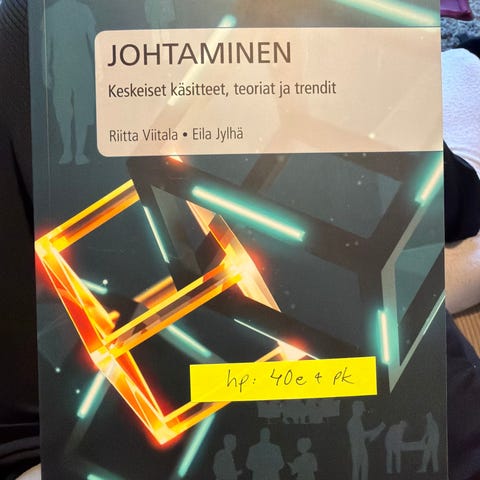 JOHTAMINEN
Keskeiset käsitteet, teoriat ja trendit
Riitta Viitala • Eila Jylhä
hp: 40e + pk